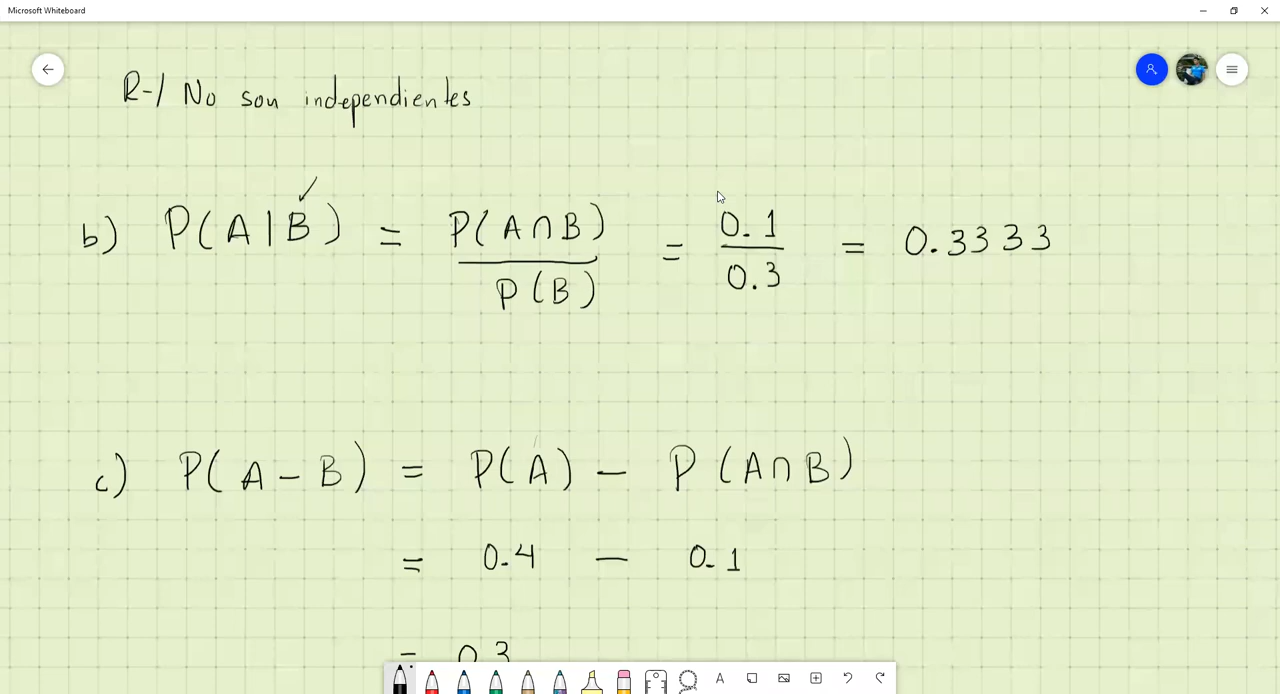 Microsoft Whiteboard
R-/ No son independientes
b) P(A|B) = P(A∩B) / P(B) = 0.1 / 0.3 = 0.3333
c) P(A - B) = P(A) - P(A∩B)
= 0.4 - 0.1
= 0.3